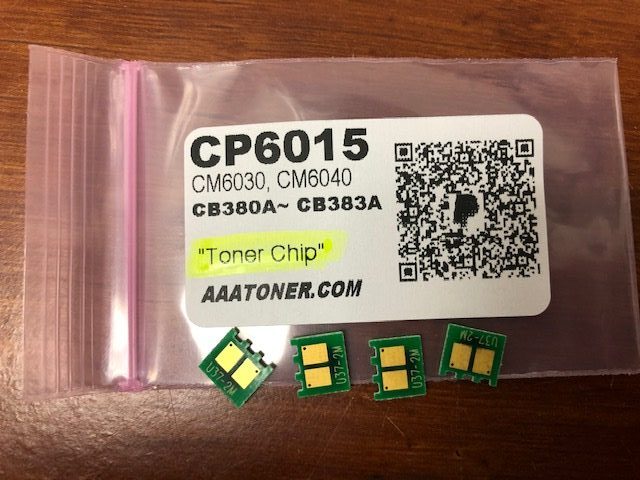 CP6015
CM6030, CM6040
CB380A~ CB383A
"Toner Chip"
AAATONER.COM
U37-2M
U37-2M
U37-2M
U37-2M